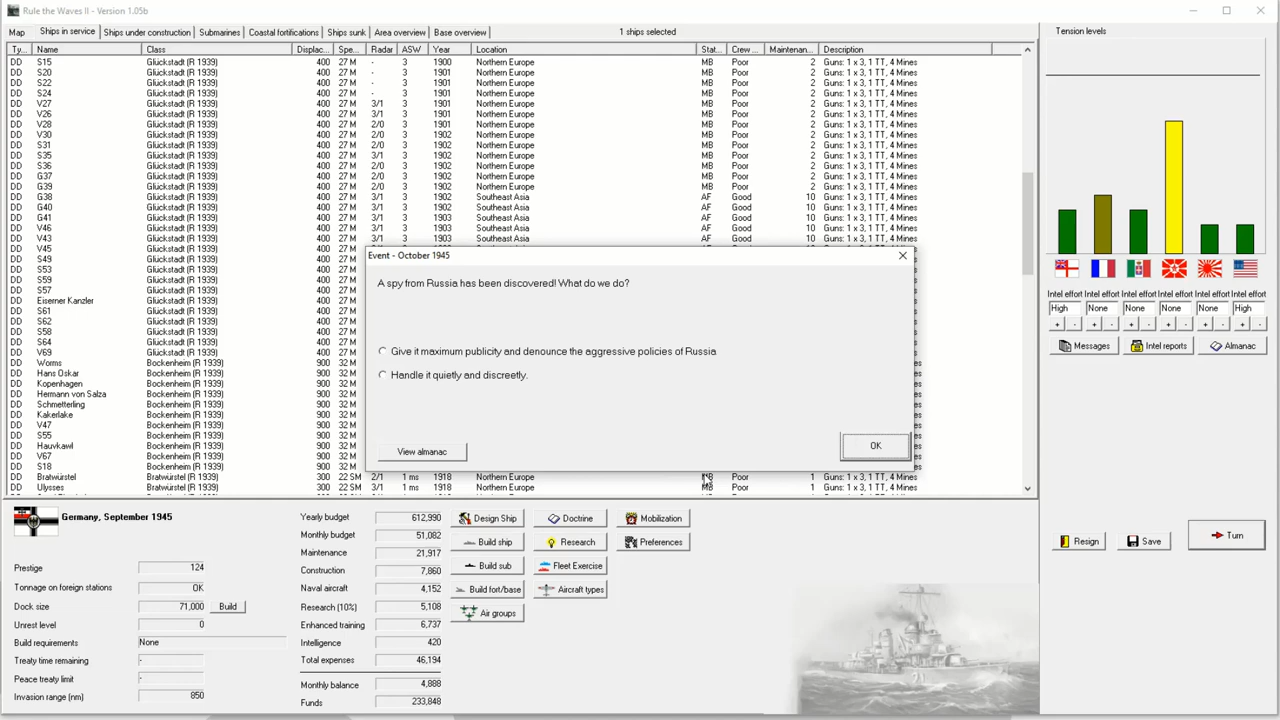 Rule the Waves II - Version 1.05b
Map Ships in service Ships under construction Submarines Coastal fortifications Ships sunk Area overview Base overview 1 ships selected
Ty... Name Class Displac... Spe... Radar ASW Year Location Stat... Crew ... Maintenanc... Description
DD S15 Glückstadt (R 1939) 400 27 M - 3 1900 Northern Europe MB Poor 2 Guns: 1 x 3, 1 TT, 4 Mines
DD S20 Glückstadt (R 1939) 400 27 M - 3 1901 Northern Europe MB Poor 2 Guns: 1 x 3, 1 TT, 4 Mines
DD S22 Glückstadt (R 1939) 400 27 M - 3 1901 Northern Europe MB Poor 2 Guns: 1 x 3, 1 TT, 4 Mines
DD S24 Glückstadt (R 1939) 400 27 M - 3 1901 Northern Europe MB Poor 2 Guns: 1 x 3, 1 TT, 4 Mines
DD V27 Glückstadt (R 1939) 400 27 M 3/1 3 1901 Northern Europe MB Poor 2 Guns: 1 x 3, 1 TT, 4 Mines
DD V26 Glückstadt (R 1939) 400 27 M 3/1 3 1901 Northern Europe MB Poor 2 Guns: 1 x 3, 1 TT, 4 Mines
DD V28 Glückstadt (R 1939) 400 27 M 2/0 3 1901 Northern Europe MB Poor 2 Guns: 1 x 3, 1 TT, 4 Mines
DD V30 Glückstadt (R 1939) 400 27 M 2/0 3 1902 Northern Europe MB Poor 2 Guns: 1 x 3, 1 TT, 4 Mines
DD S31 Glückstadt (R 1939) 400 27 M 2/0 3 1902 Northern Europe MB Poor 2 Guns: 1 x 3, 1 TT, 4 Mines
DD S35 Glückstadt (R 1939) 400 27 M 3/1 3 1902 Northern Europe MB Poor 2 Guns: 1 x 3, 1 TT, 4 Mines
DD S36 Glückstadt (R 1939) 400 27 M 2/0 3 1902 Northern Europe MB Poor 2 Guns: 1 x 3, 1 TT, 4 Mines
DD G37 Glückstadt (R 1939) 400 27 M 2/0 3 1902 Northern Europe MB Poor 2 Guns: 1 x 3, 1 TT, 4 Mines
DD G39 Glückstadt (R 1939) 400 27 M 2/0 3 1902 Northern Europe MB Poor 2 Guns: 1 x 3, 1 TT, 4 Mines
DD G38 Glückstadt (R 1939) 400 27 M 3/1 3 1902 Southeast Asia AF Good 10 Guns: 1 x 3, 1 TT, 4 Mines
DD G40 Glückstadt (R 1939) 400 27 M 3/1 3 1902 Southeast Asia AF Good 10 Guns: 1 x 3, 1 TT, 4 Mines
DD G41 Glückstadt (R 1939) 400 27 M 3/1 3 1903 Southeast Asia AF Good 10 Guns: 1 x 3, 1 TT, 4 Mines
DD V46 Glückstadt (R 1939) 400 27 M 3/1 3 1903 Southeast Asia AF Good 10 Guns: 1 x 3, 1 TT, 4 Mines
DD V43 Glückstadt (R 1939) 400 27 M 3/1 3 1903 Southeast Asia AF Good 10 Guns: 1 x 3, 1 TT, 4 Mines
DD V45 Glückstadt (R 1939) 400 27 M
DD S49 Glückstadt (R 1939) 400 27 M
DD S53 Glückstadt (R 1939) 400 27 M
DD S59 Glückstadt (R 1939) 400 27 M
DD S57 Glückstadt (R 1939) 400 27 M
DD Eiserner Kanzler Glückstadt (R 1939) 400 27 M
DD S61 Glückstadt (R 1939) 400 27 M
DD S62 Glückstadt (R 1939) 400 27 M
DD S58 Glückstadt (R 1939) 400 27 M
DD S64 Glückstadt (R 1939) 400 27 M
DD V69 Glückstadt (R 1939) 400 27 M
DD Worms Bockenheim (R 1939) 900 32 M
DD Hans Oskar Bockenheim (R 1939) 900 32 M
DD Kopenhagen Bockenheim (R 1939) 900 32 M
DD Hermann von Salza Bockenheim (R 1939) 900 32 M
DD Schmetterling Bockenheim (R 1939) 900 32 M
DD Kakerlake Bockenheim (R 1939) 900 32 M
DD V47 Bockenheim (R 1939) 900 32 M
DD S55 Bockenheim (R 1939) 900 32 M
DD Hauvkawl Bockenheim (R 1939) 900 32 M
DD V67 Bockenheim (R 1939) 900 32 M
DD S18 Bockenheim (R 1939) 900 32 M
DD Bratwürstel Bratwürstel (R 1939) 300 22 SM 2/1 1 ms 1918 Northern Europe MB Poor 1 Guns: 1 x 3, 1 TT, 4 Mines
DD Ulysses Bratwürstel (R 1939) 300 22 SM 2/1 1 ms 1918 Northern Europe MB Poor 1 Guns: 1 x 3, 1 TT, 4 Mines
Event - October 1945
A spy from Russia has been discovered! What do we do?
Give it maximum publicity and denounce the aggressive policies of Russia
Handle it quietly and discreetly.
View almanac
OK
Tension levels
Intel effort Intel effort Intel effort Intel effort Intel effort Intel effort
High None None None None High
+ - + - + - + - + - + -
Messages Intel reports Almanac
Germany, September 1945
Prestige 124
Tonnage on foreign stations OK
Dock size 71,000 Build
Unrest level 0
Build requirements None
Treaty time remaining -
Peace treaty limit -
Invasion range (nm) 850
Yearly budget 612,990
Monthly budget 51,082
Maintenance 21,917
Construction 7,860
Naval aircraft 4,152
Research (10%) 5,108
Enhanced training 6,737
Intelligence 420
Total expenses 46,194
Monthly balance 4,888
Funds 233,848
Design Ship Doctrine Mobilization
Build ship Research Preferences
Build sub Fleet Exercise
Build fort/base Aircraft types
Air groups
Resign Save Turn